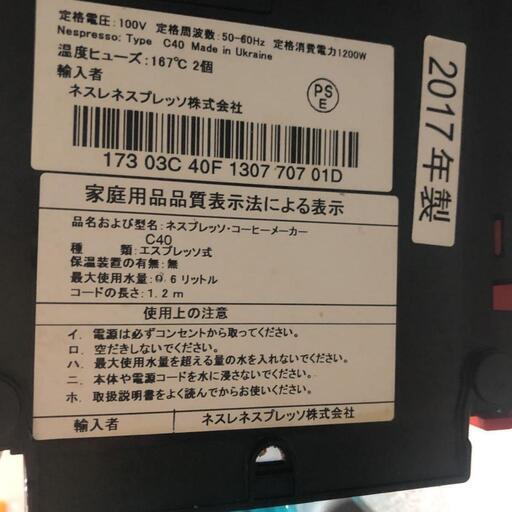 定格電圧:100V 定格周波数:50-60Hz 定格消費電力1200W
Nespresso: Type C40 Made in Ukraine
温度ヒューズ:167℃ 2個
輸入者
ネスレネスプレッソ株式会社
PS
E
173 03C 40F 1307 707 01D
2017年製
家庭用品品質表示法による表示
品名および型名:ネスプレッソ・コーヒーメーカー
C40
種 類:エスプレッソ式
保温装置の有無:無
最大使用水量:0.6リットル
コードの長さ:1.2m
使用上の注意
イ. 電源は必ずコンセントから取ってください。
ロ. 空だきしないでください。
ハ. 最大使用水量を超える量の水を入れないでください。
ニ. 本体や電源コードを水に浸さないでください。
ホ. 取扱説明書をよく読んでからお使いください。
輸入者 ネスレネスプレッソ株式会社